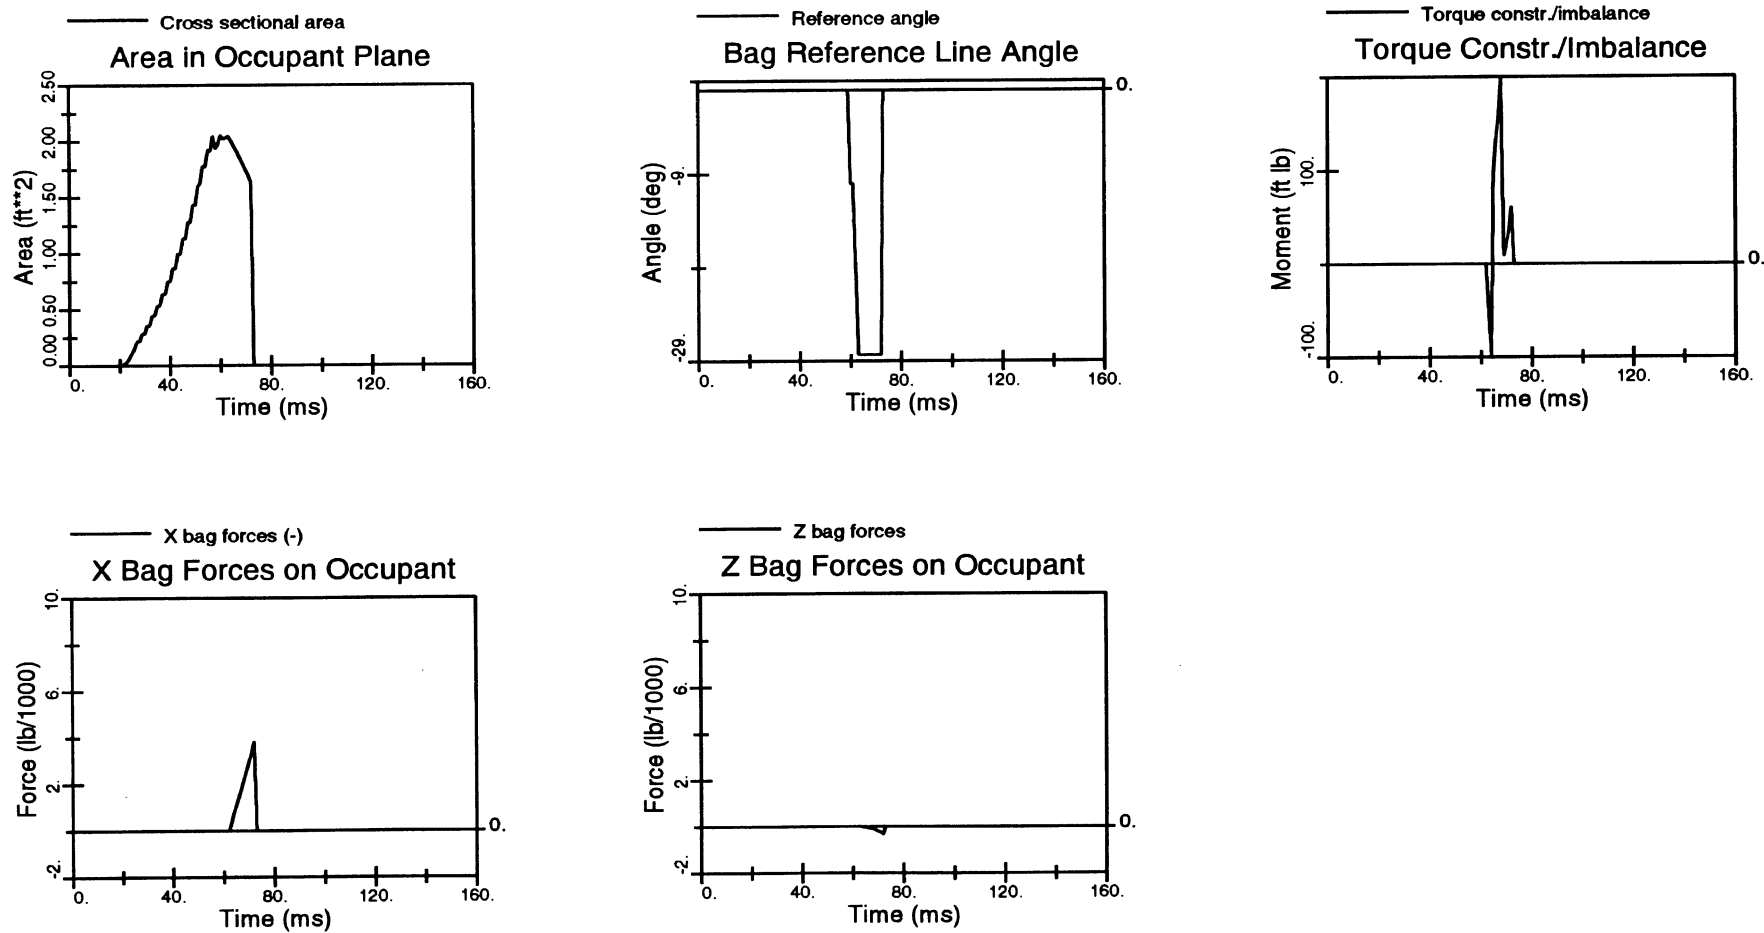 Cross sectional area
Area in Occupant Plane
2.50
2.00
1.50
1.00
0.50
0.00
Area (ft**2)
0. 40. 80. 120. 160.
Time (ms)
Reference angle
Bag Reference Line Angle
0.
-9.
-29.
Angle (deg)
0. 40. 80. 120. 160.
Time (ms)
Torque constr./imbalance
Torque Constr./Imbalance
100.
0.
-100.
Moment (ft lb)
0. 40. 80. 120. 160.
Time (ms)
X bag forces (-)
X Bag Forces on Occupant
10.
6.
2.
0.
-2.
Force (lb/1000)
0. 40. 80. 120. 160.
Time (ms)
Z bag forces
Z Bag Forces on Occupant
10.
6.
2.
0.
-2.
Force (lb/1000)
0. 40. 80. 120. 160.
Time (ms)